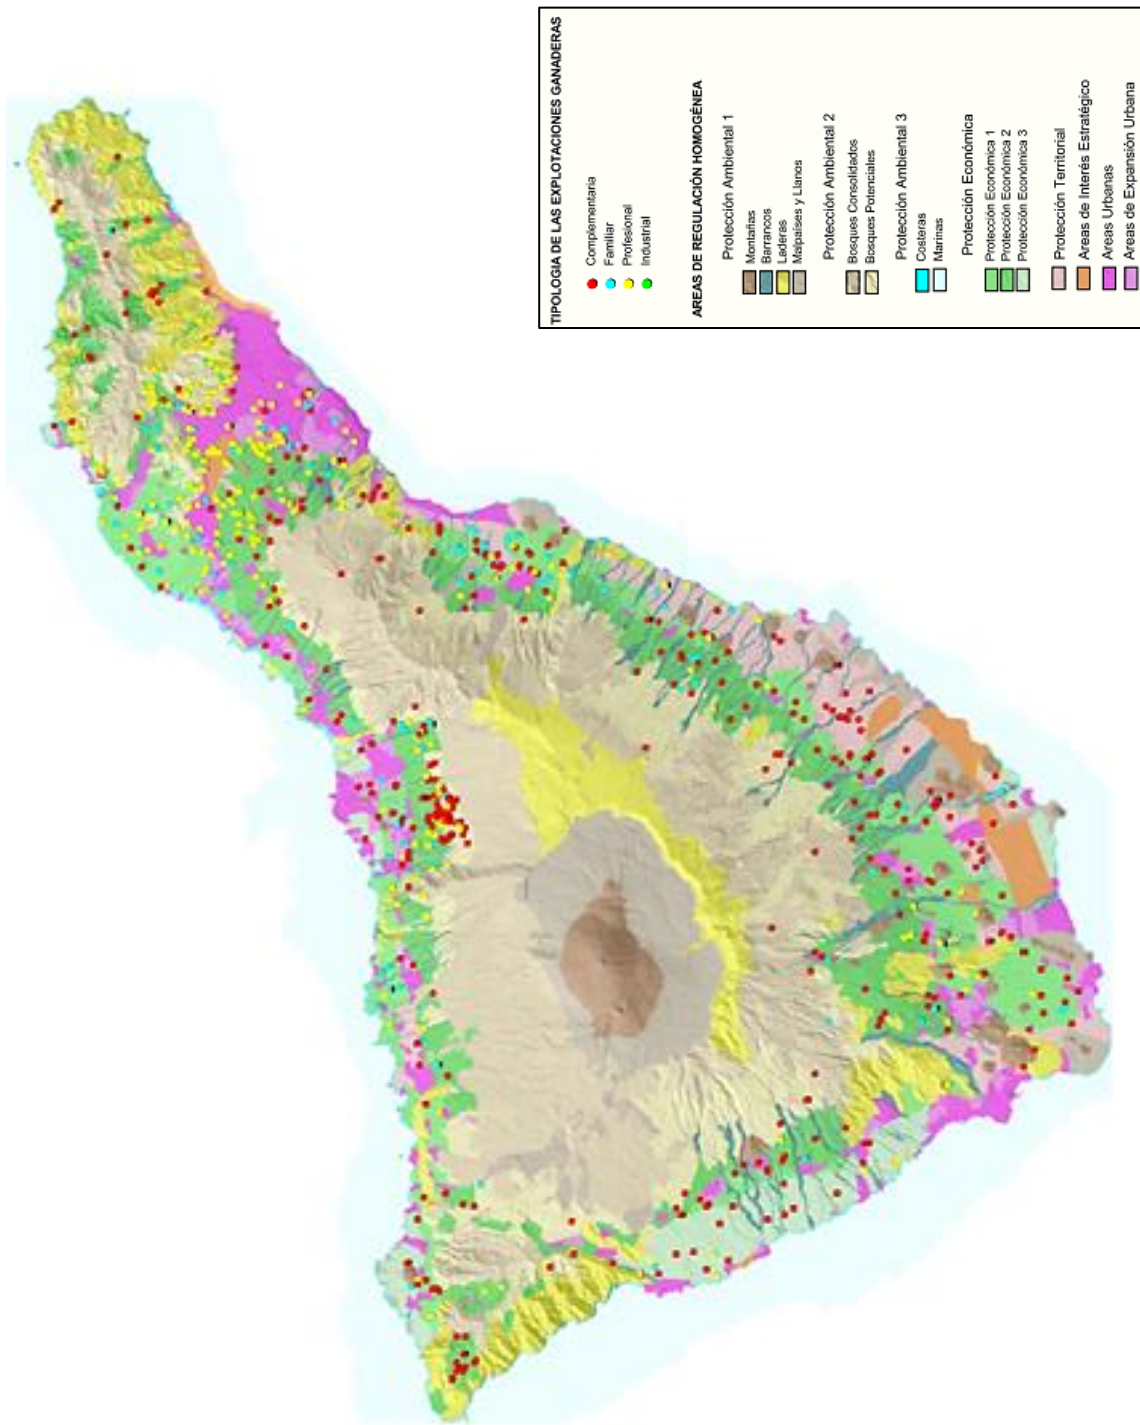 TIPOLOGIA DE LAS EXPLOTACIONES GANADERAS
Complementaria
Familiar
Profesional
Industrial
AREAS DE REGULACIÓN HOMOGÉNEA
Protección Ambiental 1
Montañas
Barrancos
Laderas
Malpaises y Llanos
Protección Ambiental 2
Bosques Consolidados
Bosques Potenciales
Protección Ambiental 3
Costeras
Marinas
Protección Económica
Protección Económica 1
Protección Económica 2
Protección Económica 3
Protección Territorial
Areas de Interés Estratégico
Areas Urbanas
Areas de Expansión Urbana